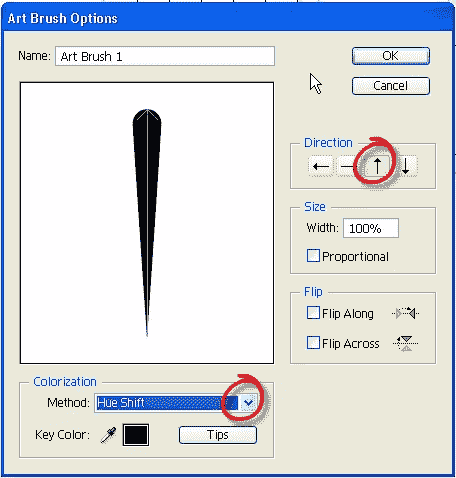 Art Brush Options
Name: Art Brush 1
OK
Cancel
Direction
Size
Width: 100%
Proportional
Flip
Flip Along
Flip Across
Colorization
Method: Hue Shift
Key Color:
Tips